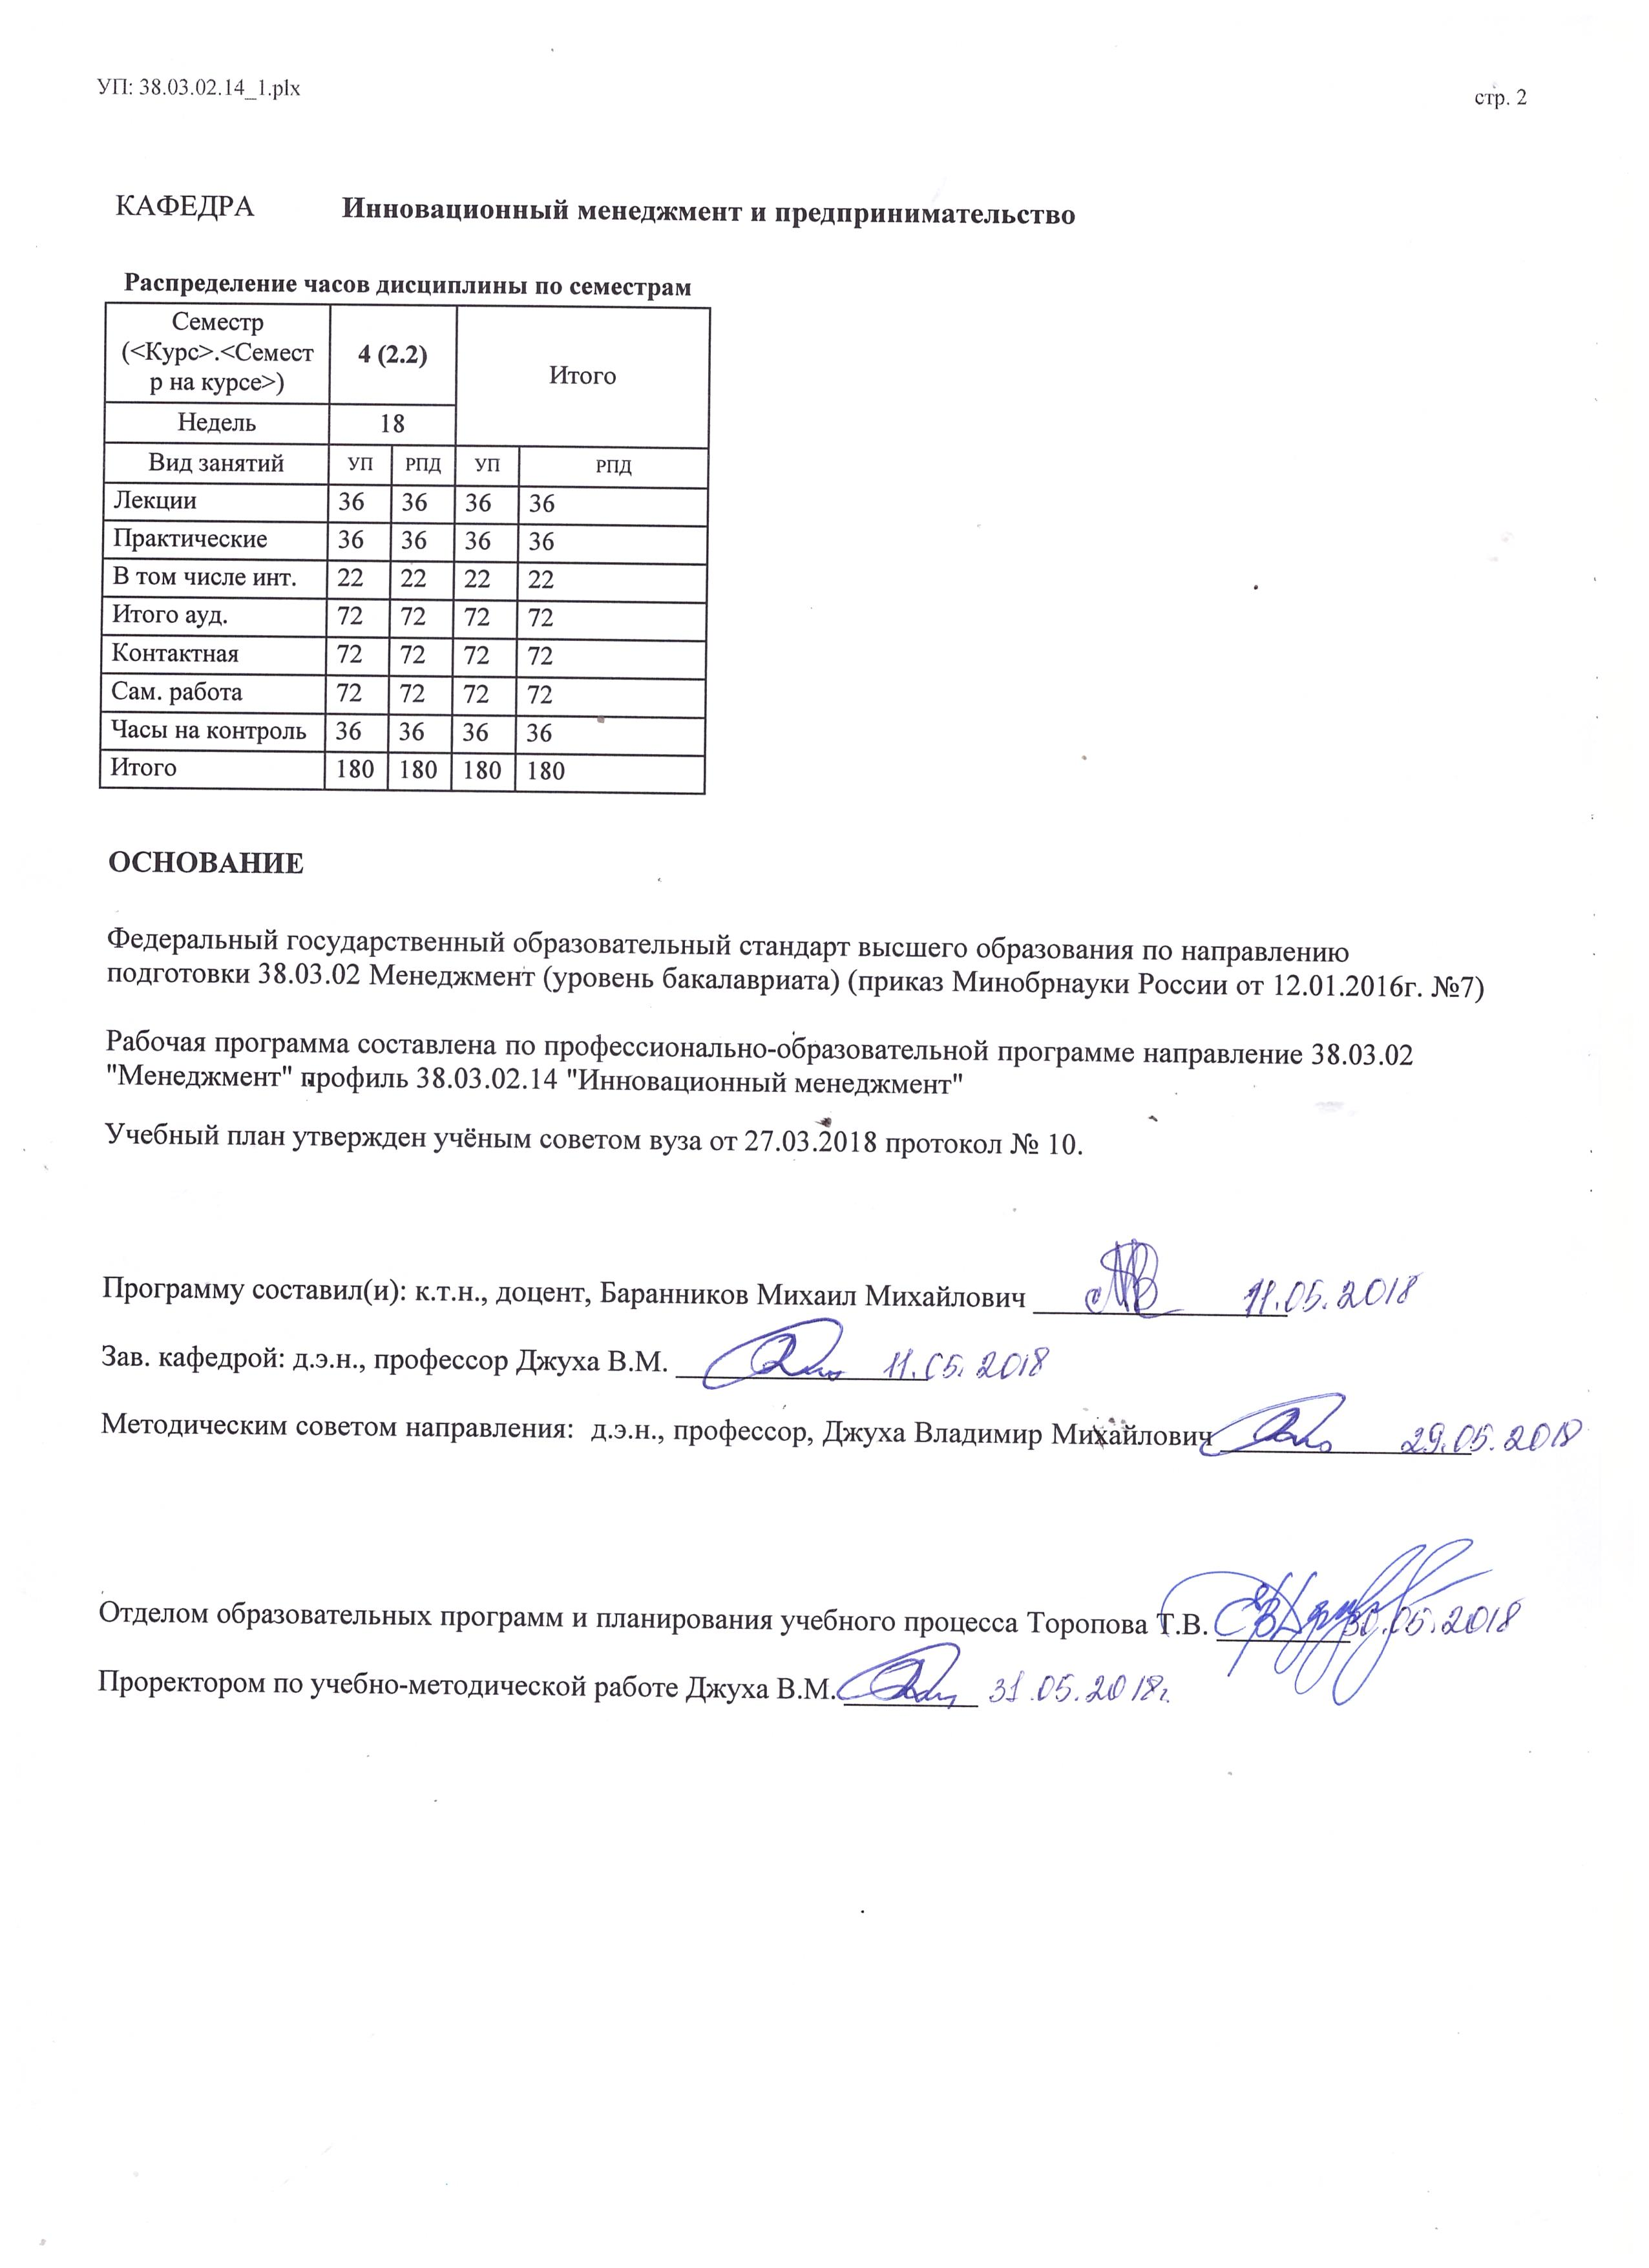 УП: 38.03.02.14_1.plx
стр. 2
КАФЕДРА Инновационный менеджмент и предпринимательство
Распределение часов дисциплины по семестрам
Семестр
(<Курс>.<Семест
р на курсе>)
4 (2.2)
Итого
Недель 18
Вид занятий УП РПД УП РПД
Лекции 36 36 36 36
Практические 36 36 36 36
В том числе инт. 22 22 22 22
Итого ауд. 72 72 72 72
Контактная 72 72 72 72
Сам. работа 72 72 72 72
Часы на контроль 36 36 36 36
Итого 180 180 180 180
ОСНОВАНИЕ
Федеральный государственный образовательный стандарт высшего образования по направлению
подготовки 38.03.02 Менеджмент (уровень бакалавриата) (приказ Минобрнауки России от 12.01.2016г. №7)
Рабочая программа составлена по профессионально-образовательной программе направление 38.03.02
"Менеджмент" профиль 38.03.02.14 "Инновационный менеджмент"
Учебный план утвержден учёным советом вуза от 27.03.2018 протокол № 10.
Программу составил(и): к.т.н., доцент, Баранников Михаил Михайлович 11.05.2018
Зав. кафедрой: д.э.н., профессор Джуха В.М. 11.05.2018
Методическим советом направления: д.э.н., профессор, Джуха Владимир Михайлович 29.05.2018
Отделом образовательных программ и планирования учебного процесса Торопова Т.В. 30.05.2018
Проректором по учебно-методической работе Джуха В.М. 31.05.2018г.